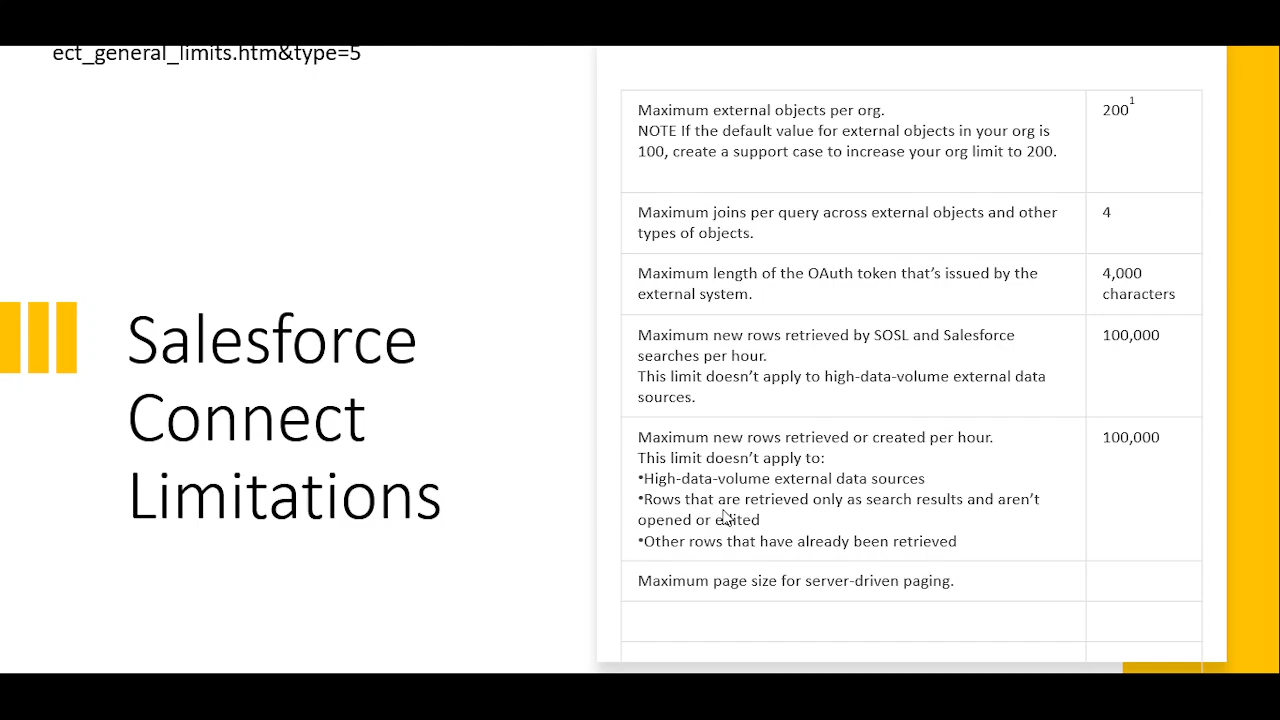 ect_general_limits.htm&type=5
Salesforce
Connect
Limitations
Maximum external objects per org.
NOTE If the default value for external objects in your org is
100, create a support case to increase your org limit to 200.
200¹
Maximum joins per query across external objects and other
types of objects.
4
Maximum length of the OAuth token that’s issued by the
external system.
4,000
characters
Maximum new rows retrieved by SOSL and Salesforce
searches per hour.
This limit doesn’t apply to high-data-volume external data
sources.
100,000
Maximum new rows retrieved or created per hour.
This limit doesn’t apply to:
•High-data-volume external data sources
•Rows that are retrieved only as search results and aren’t
opened or edited
•Other rows that have already been retrieved
100,000
Maximum page size for server-driven paging.